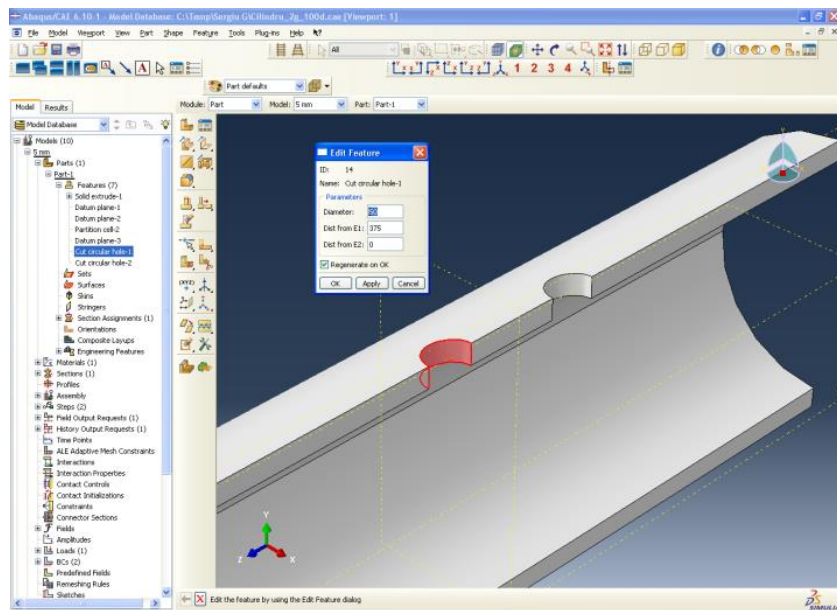 Abaqus/CAE 6.10-1 - Model Database: C:\Temp\Sergiu G\Cilindru_2g_100d.cae [Viewport: 1]
File Model Viewport View Part Shape Feature Tools Plug-ins Help
All
1 2 3 4
Part defaults
Model Results
Module: Part Model: 5 mm Part: Part-1
Model Database
Models (10)
5 mm
Parts (1)
Part-1
Features (7)
Solid extrude-1
Datum plane-1
Datum plane-2
Partition cell-2
Datum plane-3
Cut circular hole-1
Cut circular hole-2
Sets
Surfaces
Skins
Stringers
Section Assignments (1)
Orientations
Composite Layups
Engineering Features
Materials (1)
Sections (1)
Profiles
Assembly
Steps (2)
Field Output Requests (1)
History Output Requests (1)
Time Points
ALE Adaptive Mesh Constraints
Interactions
Interaction Properties
Contact Controls
Contact Initializations
Constraints
Connector Sections
Fields
Amplitudes
Loads (1)
BCs (2)
Predefined Fields
Remeshing Rules
Sketches
Edit Feature
ID: 14
Name: Cut circular hole-1
Parameters
Diameter:
Dist from E1: 375
Dist from E2: 0
Regenerate on OK
OK Apply Cancel
Y
Z X
Edit the feature by using the Edit Feature dialog